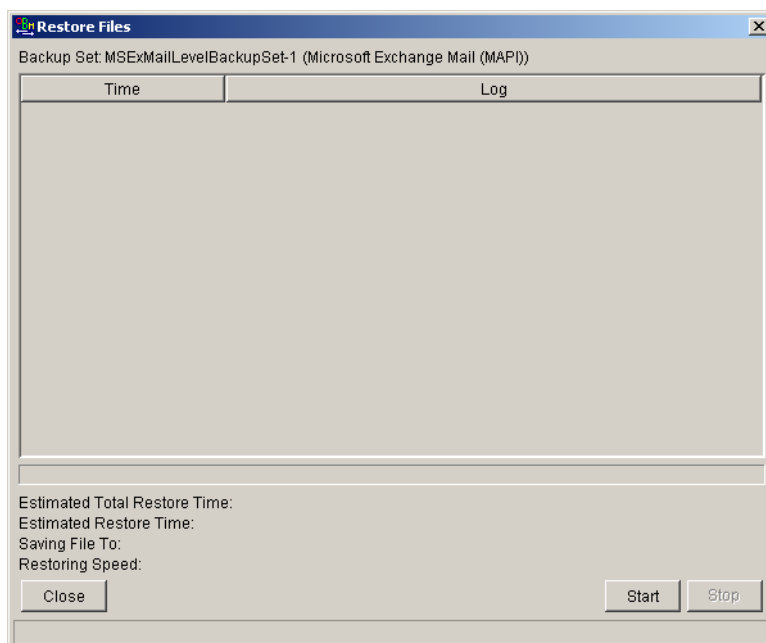 Restore Files
Backup Set: MSExMailLevelBackupSet-1 (Microsoft Exchange Mail (MAPI))
Time Log
Estimated Total Restore Time:
Estimated Restore Time:
Saving File To:
Restoring Speed:
Close Start Stop